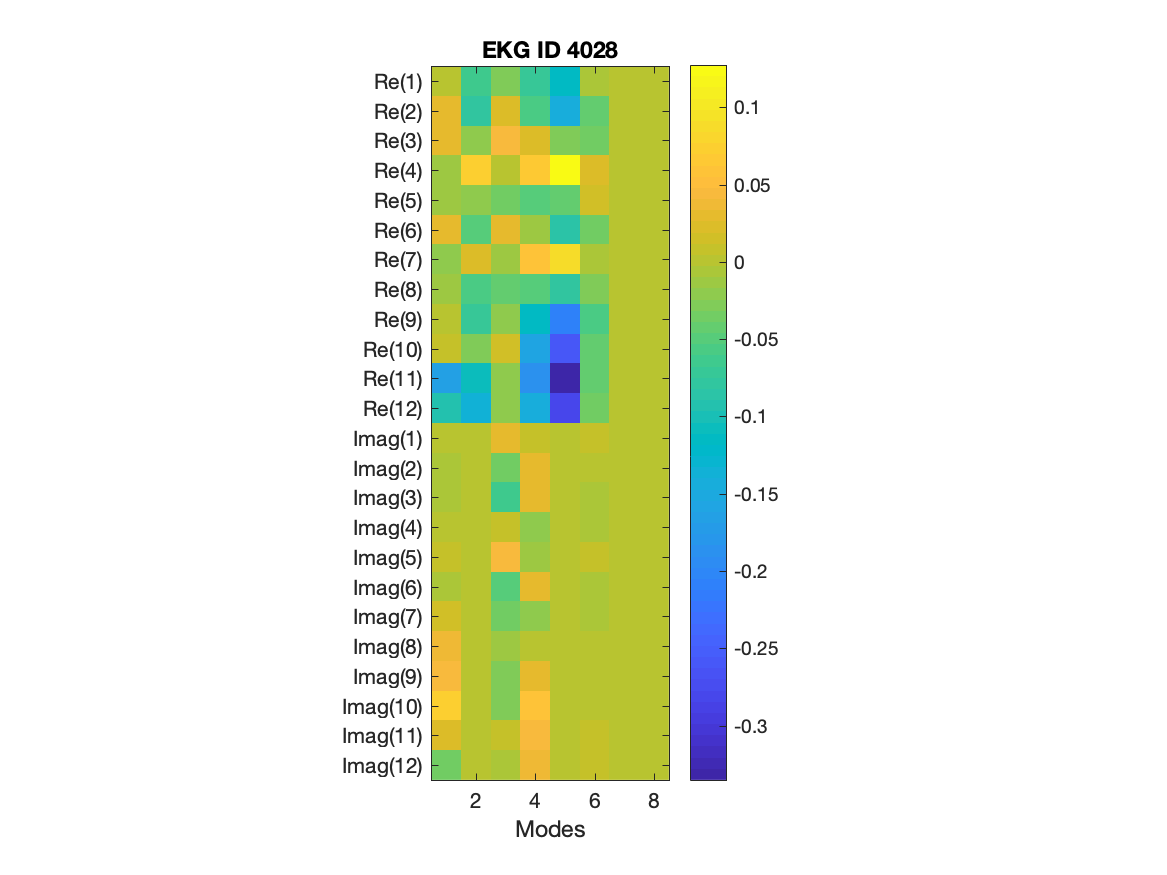 EKG ID 4028
Re(1)
Re(2)
Re(3)
Re(4)
Re(5)
Re(6)
Re(7)
Re(8)
Re(9)
Re(10)
Re(11)
Re(12)
Imag(1)
Imag(2)
Imag(3)
Imag(4)
Imag(5)
Imag(6)
Imag(7)
Imag(8)
Imag(9)
Imag(10)
Imag(11)
Imag(12)
2 4 6 8
Modes
0.1
0.05
0
-0.05
-0.1
-0.15
-0.2
-0.25
-0.3